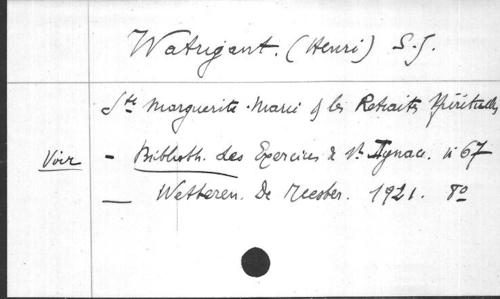 Watrigant. (Henri) S.J.
Ste Marguerite-Marie & les Retraites Spirituelles
Voir - Biblioth. des Exercices de St Ignace. n° 67
— Wetteren. De Meester. 1921. 8o